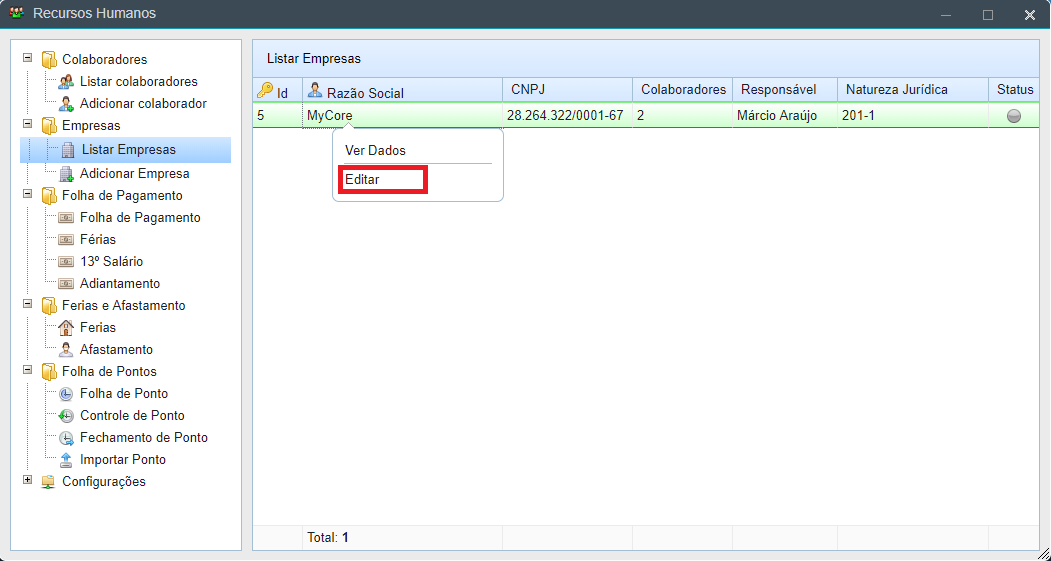 Recursos Humanos
Colaboradores
Listar colaboradores
Adicionar colaborador
Empresas
Listar Empresas
Adicionar Empresa
Folha de Pagamento
Folha de Pagamento
Férias
13º Salário
Adiantamento
Ferias e Afastamento
Ferias
Afastamento
Folha de Pontos
Folha de Ponto
Controle de Ponto
Fechamento de Ponto
Importar Ponto
Configurações
Listar Empresas
Id Razão Social CNPJ Colaboradores Responsável Natureza Jurídica Status
5 MyCore 28.264.322/0001-67 2 Márcio Araújo 201-1
Ver Dados
Editar
Total: 1